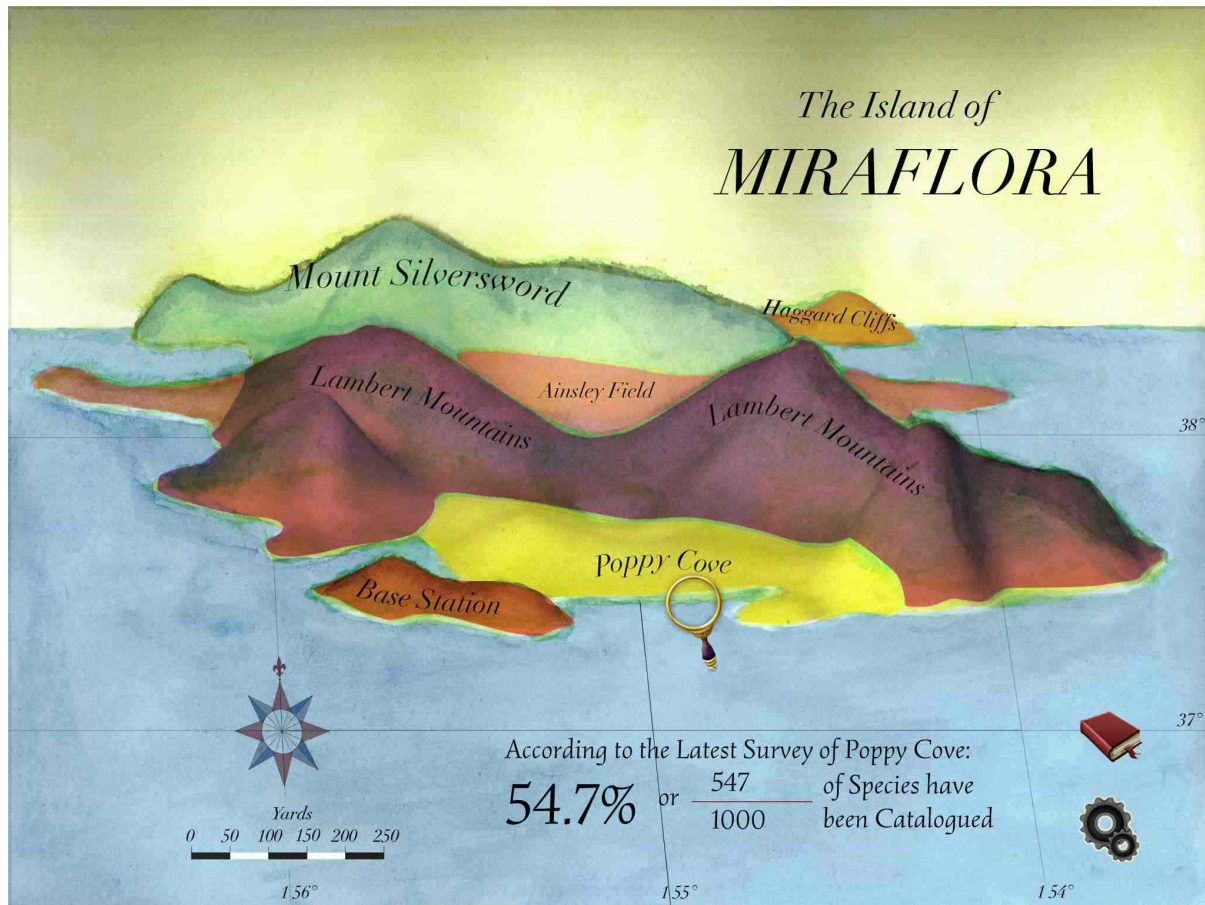 The Island of
MIRAFLORA
Mount Silversword
Haggard Cliffs
Ainsley Field
Lambert Mountains
Lambert Mountains
38°
Poppy Cove
Base Station
37°
According to the Latest Survey of Poppy Cove:
54.7% or 547 of Species have
1000 been Catalogued
Yards
0 50 100 150 200 250
156° 155° 154°